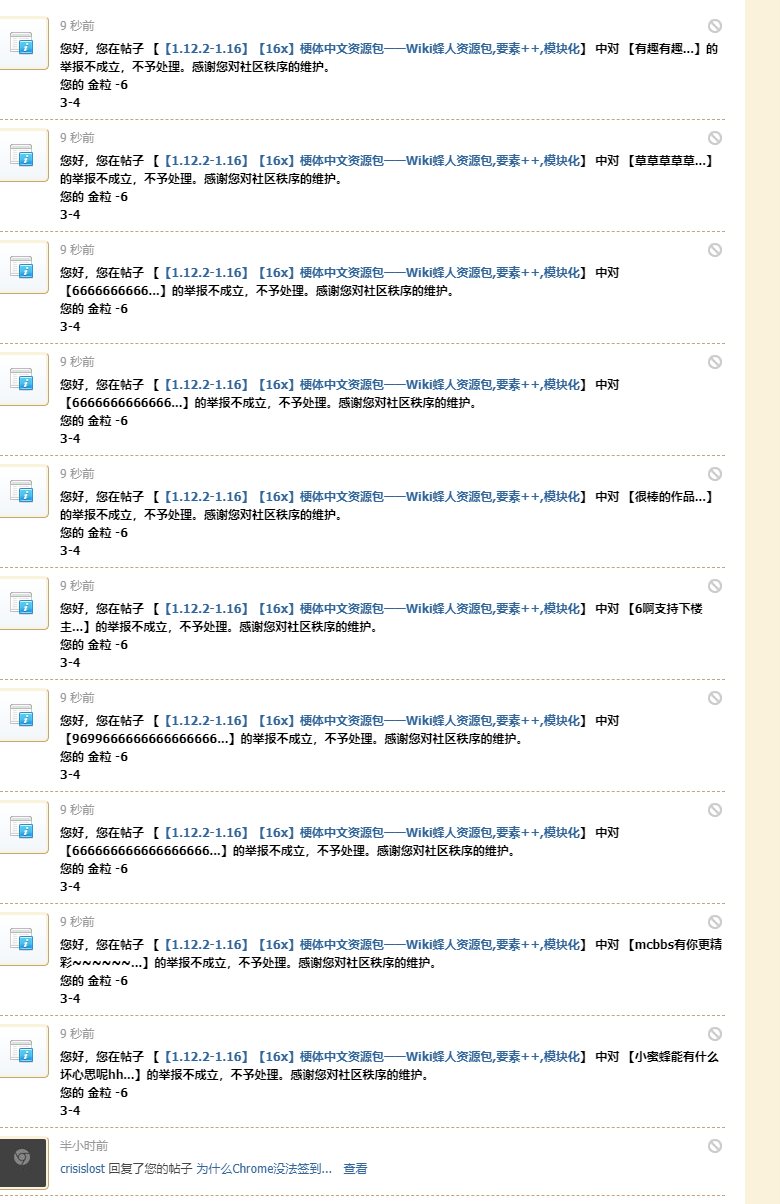 9 秒前
您好，您在帖子 【【1.12.2-1.16】【16x】梗体中文资源包——Wiki蜂人资源包,要素++,模块化】 中对 【有趣有趣...】的
举报不成立，不予处理。感谢您对社区秩序的维护。
您的 金粒 -6
3-4
9 秒前
您好，您在帖子 【【1.12.2-1.16】【16x】梗体中文资源包——Wiki蜂人资源包,要素++,模块化】 中对 【草草草草草...】
的举报不成立，不予处理。感谢您对社区秩序的维护。
您的 金粒 -6
3-4
9 秒前
您好，您在帖子 【【1.12.2-1.16】【16x】梗体中文资源包——Wiki蜂人资源包,要素++,模块化】 中对
【6666666666...】的举报不成立，不予处理。感谢您对社区秩序的维护。
您的 金粒 -6
3-4
9 秒前
您好，您在帖子 【【1.12.2-1.16】【16x】梗体中文资源包——Wiki蜂人资源包,要素++,模块化】 中对
【6666666666666...】的举报不成立，不予处理。感谢您对社区秩序的维护。
您的 金粒 -6
3-4
9 秒前
您好，您在帖子 【【1.12.2-1.16】【16x】梗体中文资源包——Wiki蜂人资源包,要素++,模块化】 中对 【很棒的作品...】
的举报不成立，不予处理。感谢您对社区秩序的维护。
您的 金粒 -6
3-4
9 秒前
您好，您在帖子 【【1.12.2-1.16】【16x】梗体中文资源包——Wiki蜂人资源包,要素++,模块化】 中对 【6啊支持下楼
主...】的举报不成立，不予处理。感谢您对社区秩序的维护。
您的 金粒 -6
3-4
9 秒前
您好，您在帖子 【【1.12.2-1.16】【16x】梗体中文资源包——Wiki蜂人资源包,要素++,模块化】 中对
【9699666666666666666...】的举报不成立，不予处理。感谢您对社区秩序的维护。
您的 金粒 -6
3-4
9 秒前
您好，您在帖子 【【1.12.2-1.16】【16x】梗体中文资源包——Wiki蜂人资源包,要素++,模块化】 中对
【666666666666666666...】的举报不成立，不予处理。感谢您对社区秩序的维护。
您的 金粒 -6
3-4
9 秒前
您好，您在帖子 【【1.12.2-1.16】【16x】梗体中文资源包——Wiki蜂人资源包,要素++,模块化】 中对 【mcbbs有你更精
彩~~~~~~...】的举报不成立，不予处理。感谢您对社区秩序的维护。
您的 金粒 -6
3-4
9 秒前
您好，您在帖子 【【1.12.2-1.16】【16x】梗体中文资源包——Wiki蜂人资源包,要素++,模块化】 中对 【小蜜蜂能有什么
坏心思呢hh...】的举报不成立，不予处理。感谢您对社区秩序的维护。
您的 金粒 -6
3-4
半小时前
crisislost 回复了您的帖子 为什么Chrome没法签到... 查看